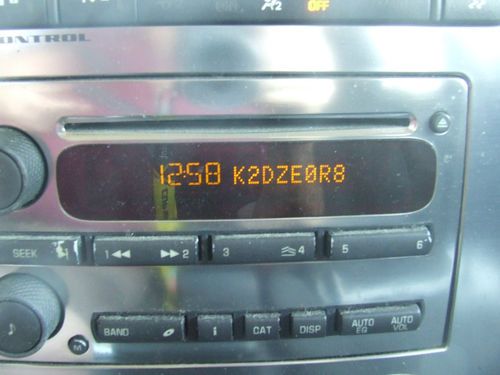 OFF
CONTROL
12:58 K2DZE0R8
SEEK 1◀◀ ▶▶2 3 4 5 6
BAND i CAT DISP AUTO EQ AUTO VOL
M